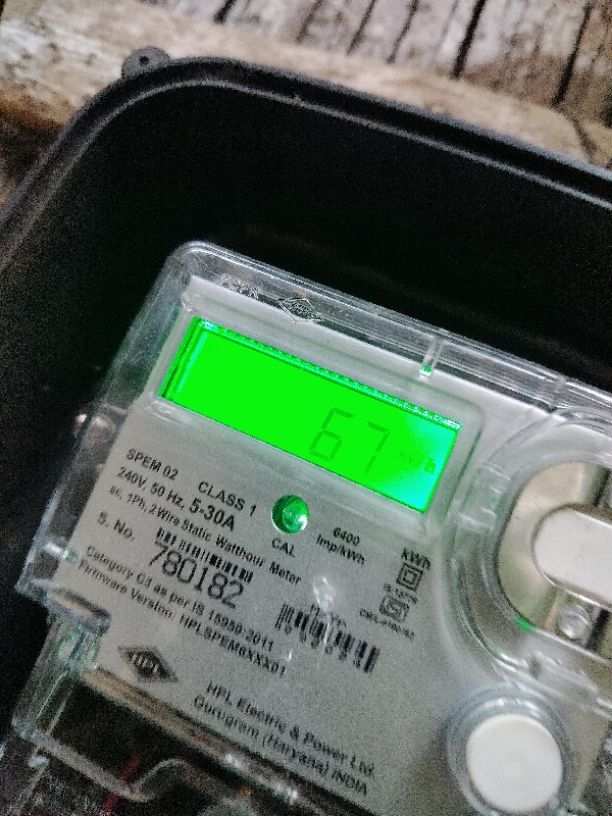 67 kWh
SPEM 02 CLASS 1
240V, 50 Hz, 5-30A
ac, 1Ph, 2 Wire Static Watthour Meter
CAL
6400
Imp/kWh
kWh
S. No.
780182
Category C3 as per IS 15959:2011
Firmware Version: HPLSPEM6XXX01
HPL
HPL Electric & Power Ltd.
Gurugram (Haryana) INDIA